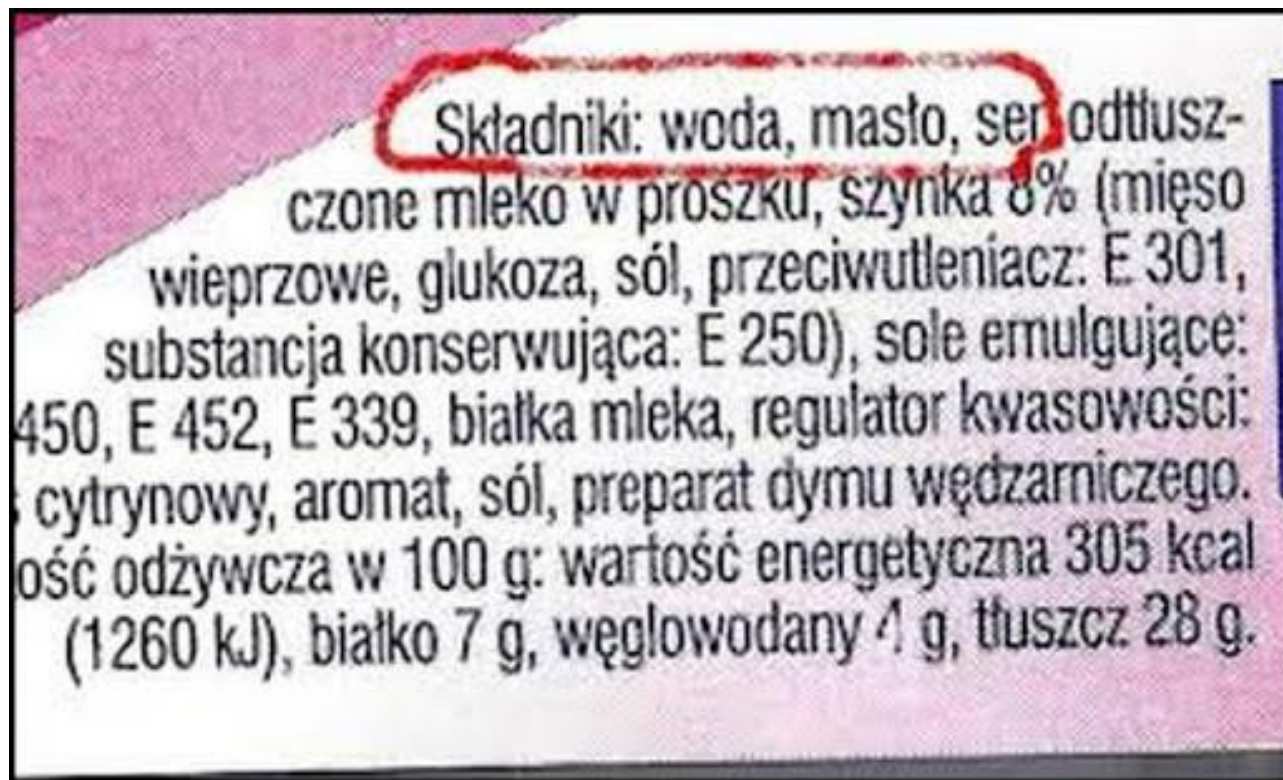 Składniki: woda, masło, ser, odtłusz-
czone mleko w proszku, szynka 8% (mięso
wieprzowe, glukoza, sól, przeciwutleniacz: E 301,
substancja konserwująca: E 250), sole emulgujące:
450, E 452, E 339, białka mleka, regulator kwasowości:
s cytrynowy, aromat, sól, preparat dymu wędzarniczego.
ość odżywcza w 100 g: wartość energetyczna 305 kcal
(1260 kJ), białko 7 g, węglowodany 4 g, tłuszcz 28 g.